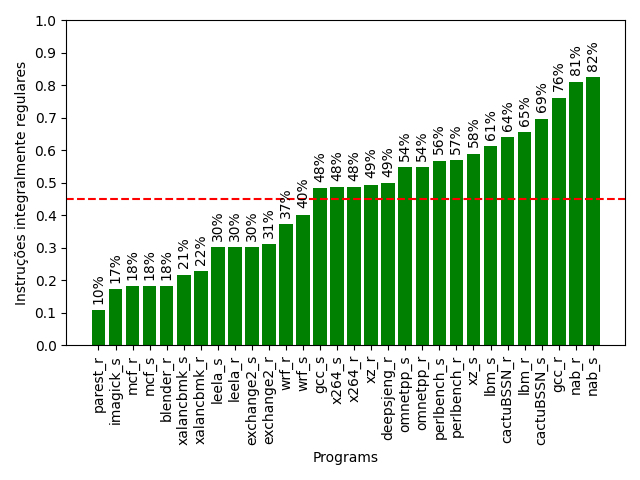 Instruções integralmente regulares
1.0
0.9
0.8
0.7
0.6
0.5
0.4
0.3
0.2
0.1
0.0
10%
17%
18%
18%
18%
21%
22%
30%
30%
30%
31%
37%
40%
48%
48%
48%
49%
49%
54%
54%
56%
57%
58%
61%
64%
65%
69%
76%
81%
82%
parest_r
imagick_s
mcf_r
mcf_s
blender_r
xalancbmk_s
xalancbmk_r
leela_s
leela_r
exchange2_s
exchange2_r
wrf_r
wrf_s
gcc_s
x264_s
x264_r
xz_r
deepsjeng_r
omnetpp_s
omnetpp_r
perlbench_s
perlbench_r
xz_s
lbm_s
cactuBSSN_r
lbm_r
cactuBSSN_s
gcc_r
nab_r
nab_s
Programs